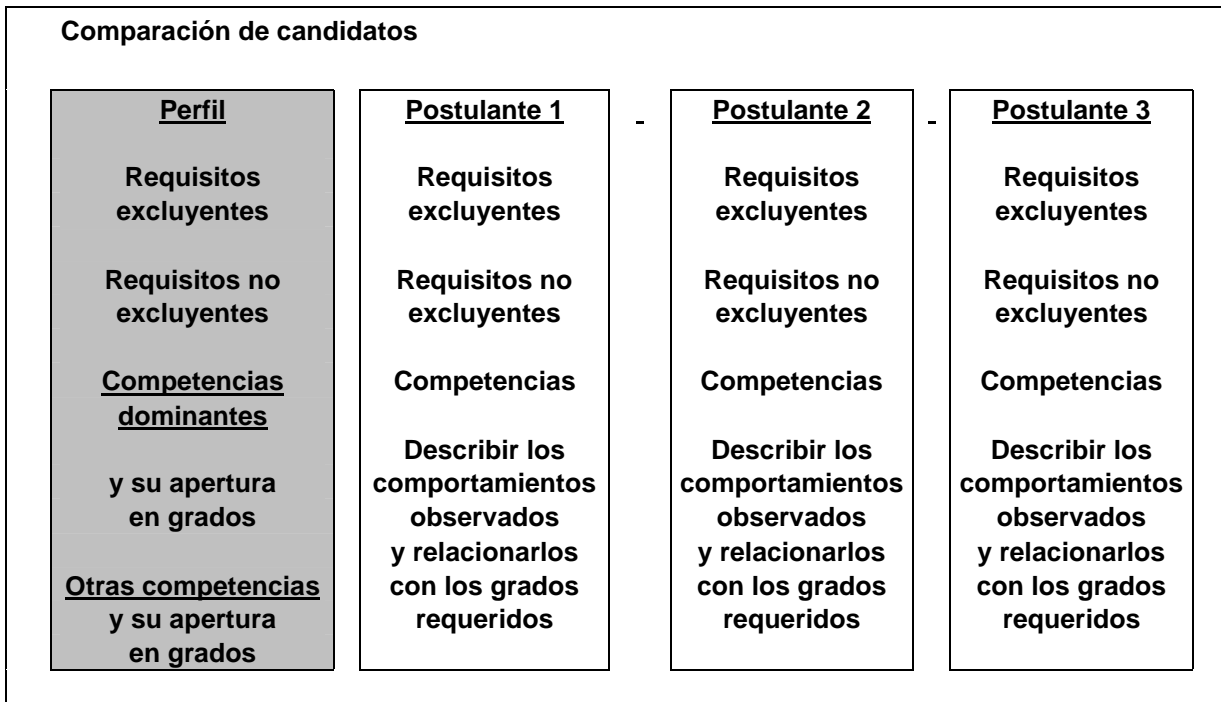 Comparación de candidatos
Perfil
Requisitos
excluyentes
Requisitos no
excluyentes
Competencias
dominantes
y su apertura
en grados
Otras competencias
y su apertura
en grados
Postulante 1
Requisitos
excluyentes
Requisitos no
excluyentes
Competencias
Describir los
comportamientos
observados
y relacionarlos
con los grados
requeridos
Postulante 2
Requisitos
excluyentes
Requisitos no
excluyentes
Competencias
Describir los
comportamientos
observados
y relacionarlos
con los grados
requeridos
Postulante 3
Requisitos
excluyentes
Requisitos no
excluyentes
Competencias
Describir los
comportamientos
observados
y relacionarlos
con los grados
requeridos